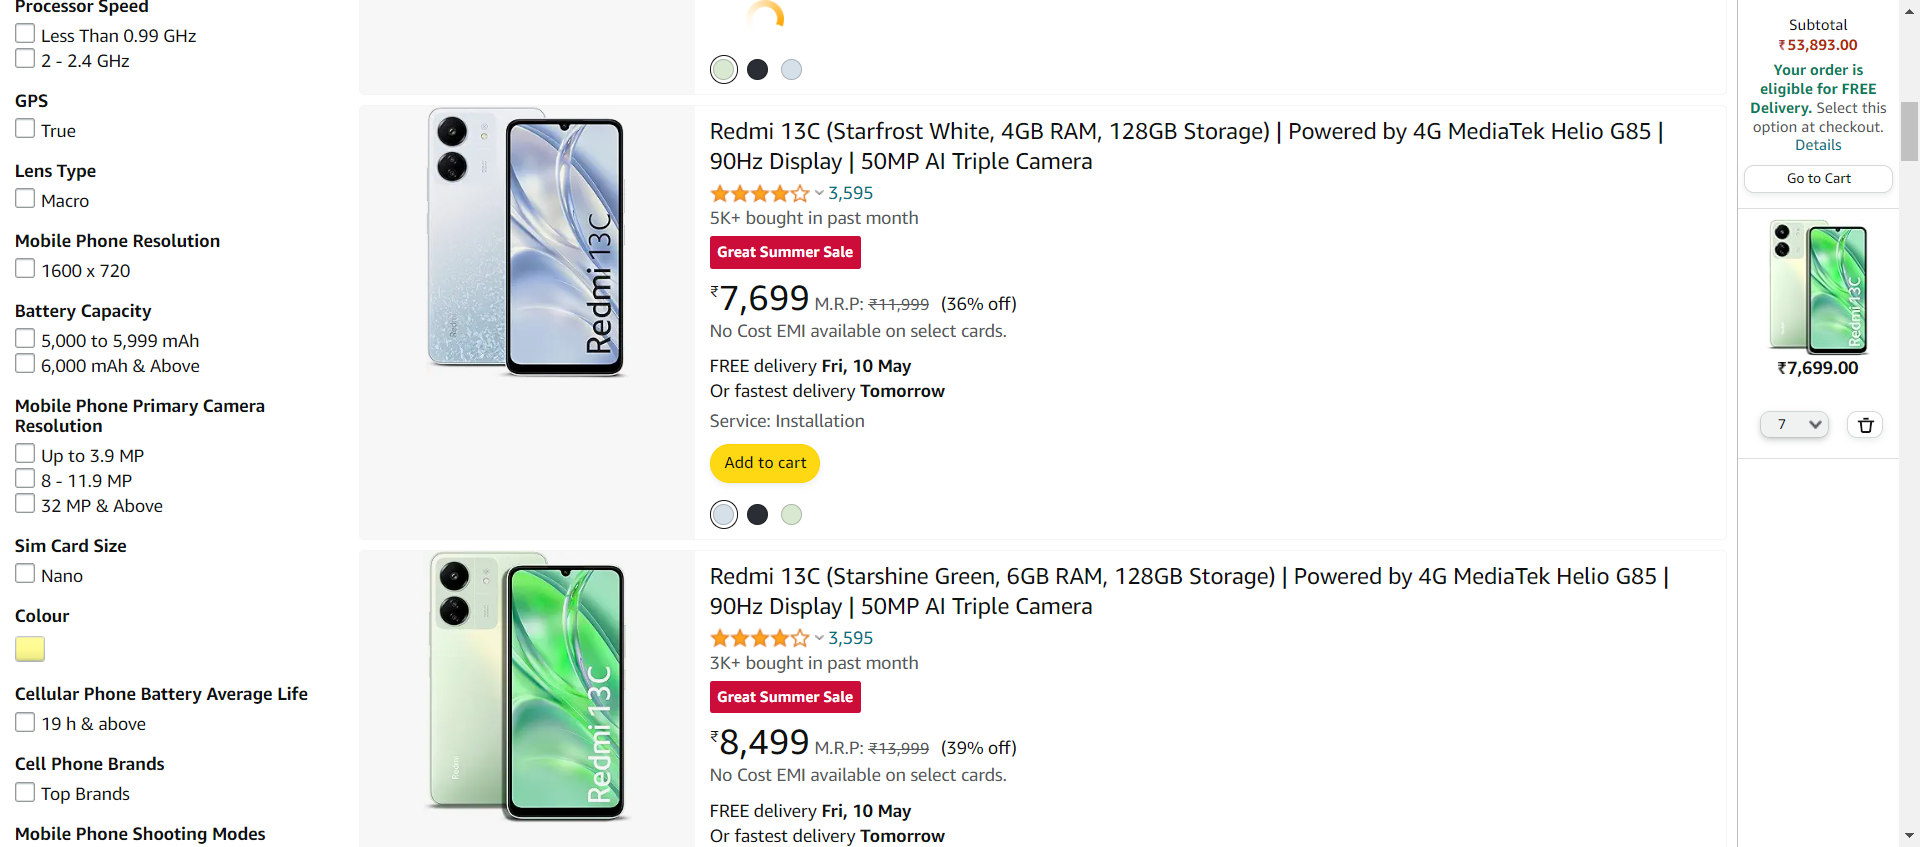 Processor Speed
Less Than 0.99 GHz
2 - 2.4 GHz
GPS
True
Lens Type
Macro
Mobile Phone Resolution
1600 x 720
Battery Capacity
5,000 to 5,999 mAh
6,000 mAh & Above
Mobile Phone Primary Camera
Resolution
Up to 3.9 MP
8 - 11.9 MP
32 MP & Above
Sim Card Size
Nano
Colour
Cellular Phone Battery Average Life
19 h & above
Cell Phone Brands
Top Brands
Mobile Phone Shooting Modes
Redmi
Redmi 13C
Redmi 13C (Starfrost White, 4GB RAM, 128GB Storage) | Powered by 4G MediaTek Helio G85 |
90Hz Display | 50MP AI Triple Camera
3,595
5K+ bought in past month
Great Summer Sale
₹7,699 M.R.P: ₹11,999 (36% off)
No Cost EMI available on select cards.
FREE delivery Fri, 10 May
Or fastest delivery Tomorrow
Service: Installation
Add to cart
Redmi
Redmi 13C
Redmi 13C (Starshine Green, 6GB RAM, 128GB Storage) | Powered by 4G MediaTek Helio G85 |
90Hz Display | 50MP AI Triple Camera
3,595
3K+ bought in past month
Great Summer Sale
₹8,499 M.R.P: ₹13,999 (39% off)
No Cost EMI available on select cards.
FREE delivery Fri, 10 May
Or fastest delivery Tomorrow
Subtotal
₹53,893.00
Your order is
eligible for FREE
Delivery. Select this
option at checkout.
Details
Go to Cart
Redmi 13C
₹7,699.00
7